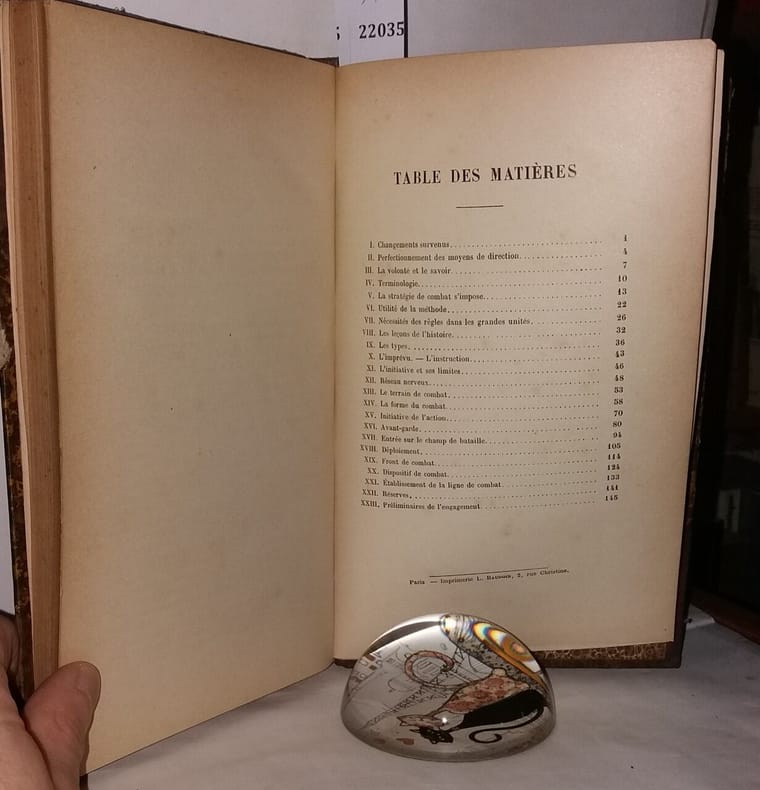 22035
TABLE DES MATIÈRES
I. Changements survenus 1
II. Perfectionnement des moyens de direction 4
III. La volonté et le savoir 7
IV. Terminologie 10
V. La stratégie de combat s'impose 13
VI. Utilité de la méthode 22
VII. Nécessités des règles dans les grandes unités 26
VIII. Les leçons de l'histoire 32
IX. Les types 36
X. L'imprévu. — L'instruction 43
XI. L'initiative et ses limites 46
XII. Réseau nerveux 48
XIII. Le terrain de combat 53
XIV. La forme du combat 58
XV. Initiative de l'action 70
XVI. Avant-garde 80
XVII. Entrée sur le champ de bataille 94
XVIII. Déploiement 105
XIX. Front de combat 114
XX. Dispositif de combat 124
XXI. Établissement de la ligne de combat 133
XXII. Réserves 141
XXIII. Préliminaires de l'engagement 145
Paris — Imprimerie L. Baudoin, 2, rue Christine.